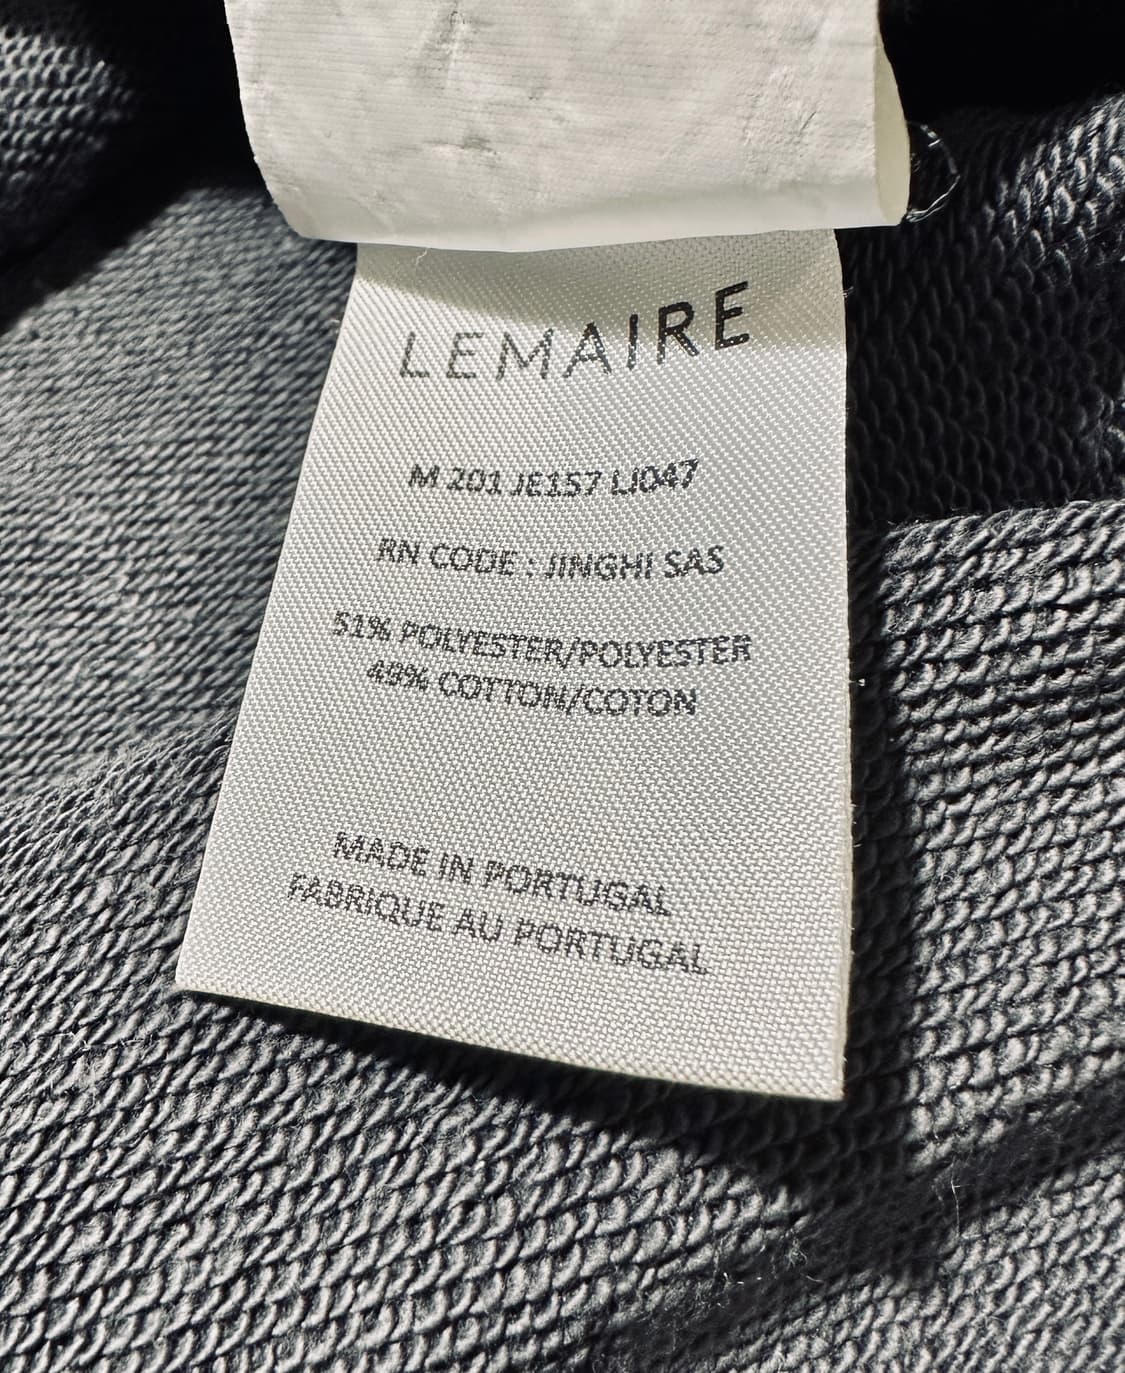 LEMAIRE
M 201 JE157 LJ047
RN CODE : JINGHI SAS
51% POLYESTER/POLYESTER
49% COTTON/COTON
MADE IN PORTUGAL
FABRIQUE AU PORTUGAL